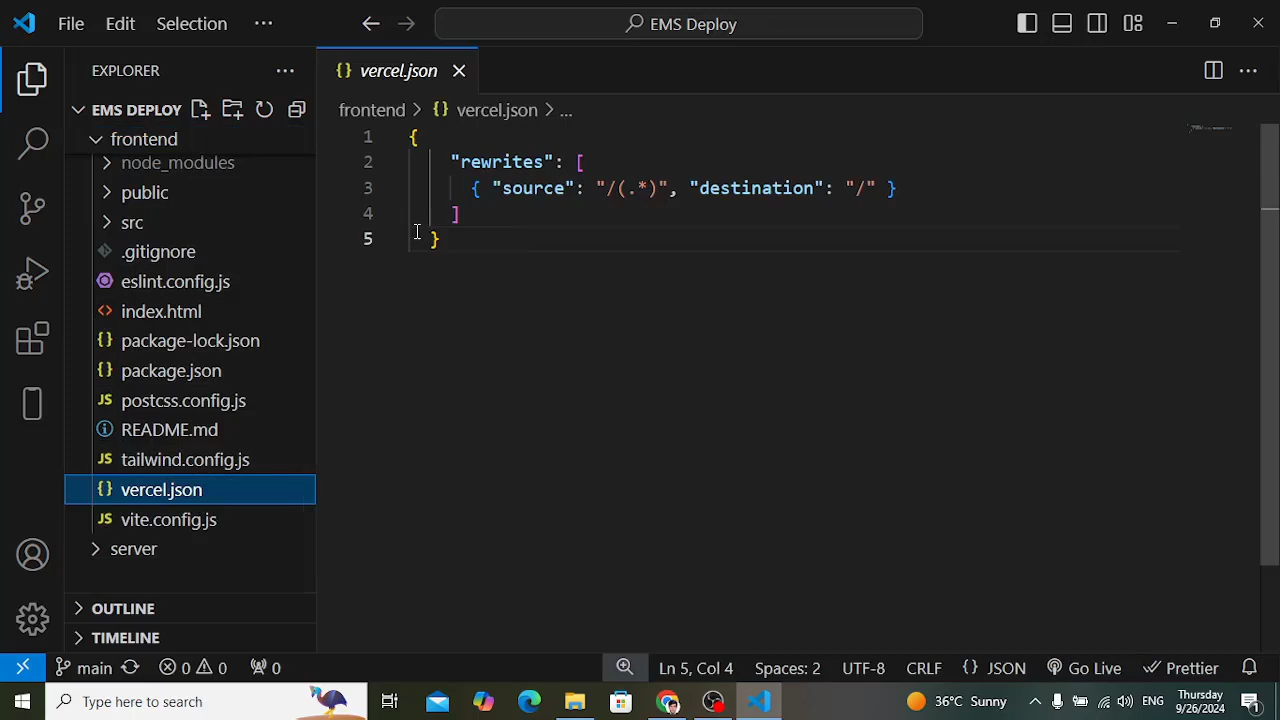 File Edit Selection ··· EMS Deploy
EXPLORER ···
vercel.json
EMS DEPLOY
frontend > vercel.json > ...
frontend
node_modules
public
src
.gitignore
eslint.config.js
index.html
package-lock.json
package.json
postcss.config.js
README.md
tailwind.config.js
vercel.json
vite.config.js
server
OUTLINE
TIMELINE
1 {
2 "rewrites": [
3 { "source": "/(.*)", "destination": "/" }
4 ]
5 }
main 0 0 0 Ln 5, Col 4 Spaces: 2 UTF-8 CRLF {} JSON Go Live Prettier
Type here to search 36°C Sunny ENG Thursday
9/26/2024 1